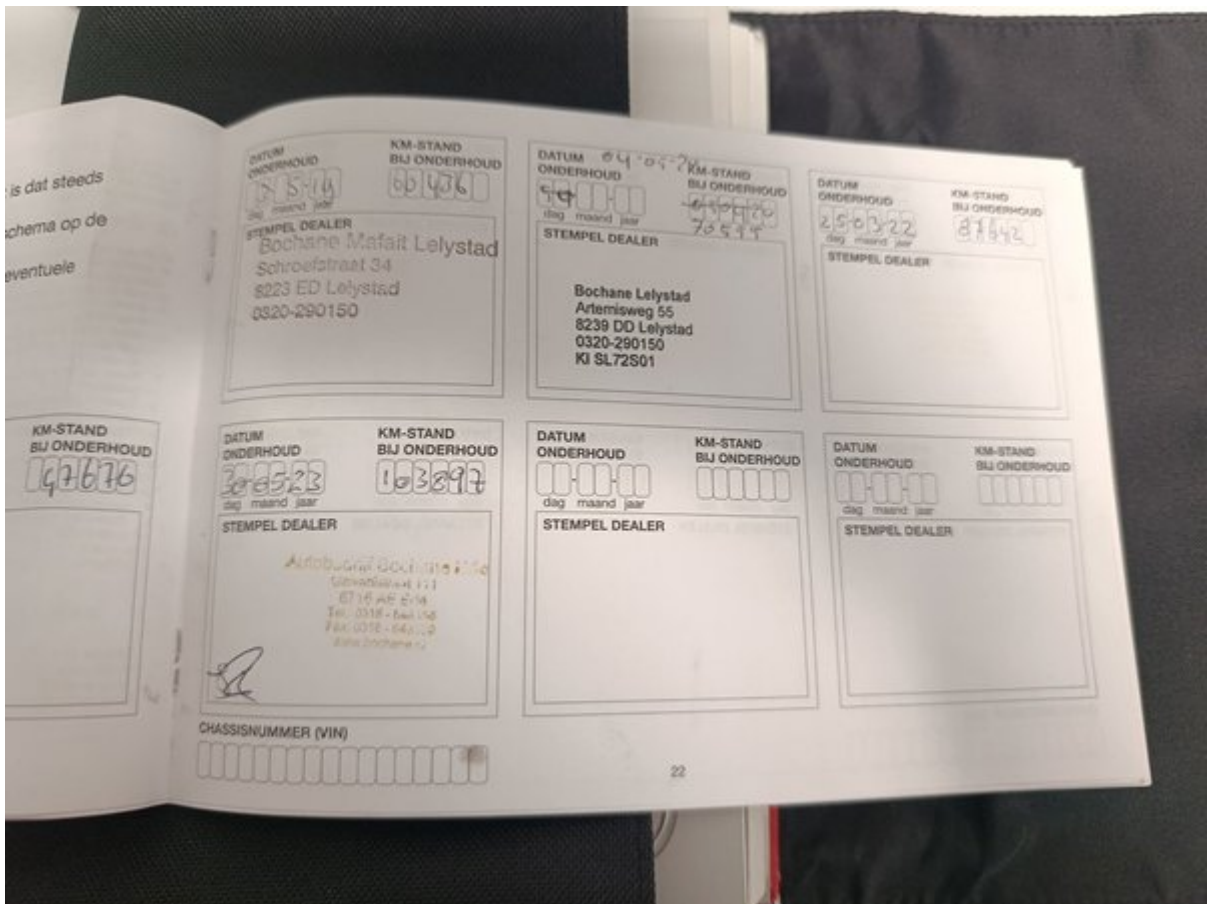 is dat steeds
schema op de
eventuele
KM-STAND
BIJ ONDERHOUD
47676
DATUM
ONDERHOUD
KM-STAND
BIJ ONDERHOUD
dag maand jaar
STEMPEL DEALER
Bochane Mafait Lelystad
Schroefstraat 34
8223 ED Lelystad
0320-290150
DATUM
ONDERHOUD
KM-STAND
BIJ ONDERHOUD
dag maand jaar
STEMPEL DEALER
Bochane Lelystad
Artemisweg 55
8239 DD Lelystad
0320-290150
KI SL72S01
DATUM
ONDERHOUD
25-03-22
KM-STAND
BIJ ONDERHOUD
dag maand jaar
STEMPEL DEALER
DATUM
ONDERHOUD
30-05-23
KM-STAND
BIJ ONDERHOUD
103897
dag maand jaar
STEMPEL DEALER
DATUM
ONDERHOUD
KM-STAND
BIJ ONDERHOUD
dag maand jaar
STEMPEL DEALER
DATUM
ONDERHOUD
KM-STAND
BIJ ONDERHOUD
dag maand jaar
STEMPEL DEALER
CHASSISNUMMER (VIN)
22